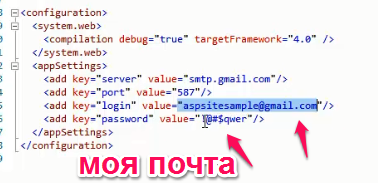 <configuration>
<system.web>
<compilation debug="true" targetFramework="4.0" />
</system.web>
<appSettings>
<add key="server" value="smtp.gmail.com"/>
<add key="port" value="587"/>
<add key="login" value="aspsitesample@gmail.com"/>
<add key="password" value="!@#$qwer"/>
</appSettings>
</configuration>
моя почта